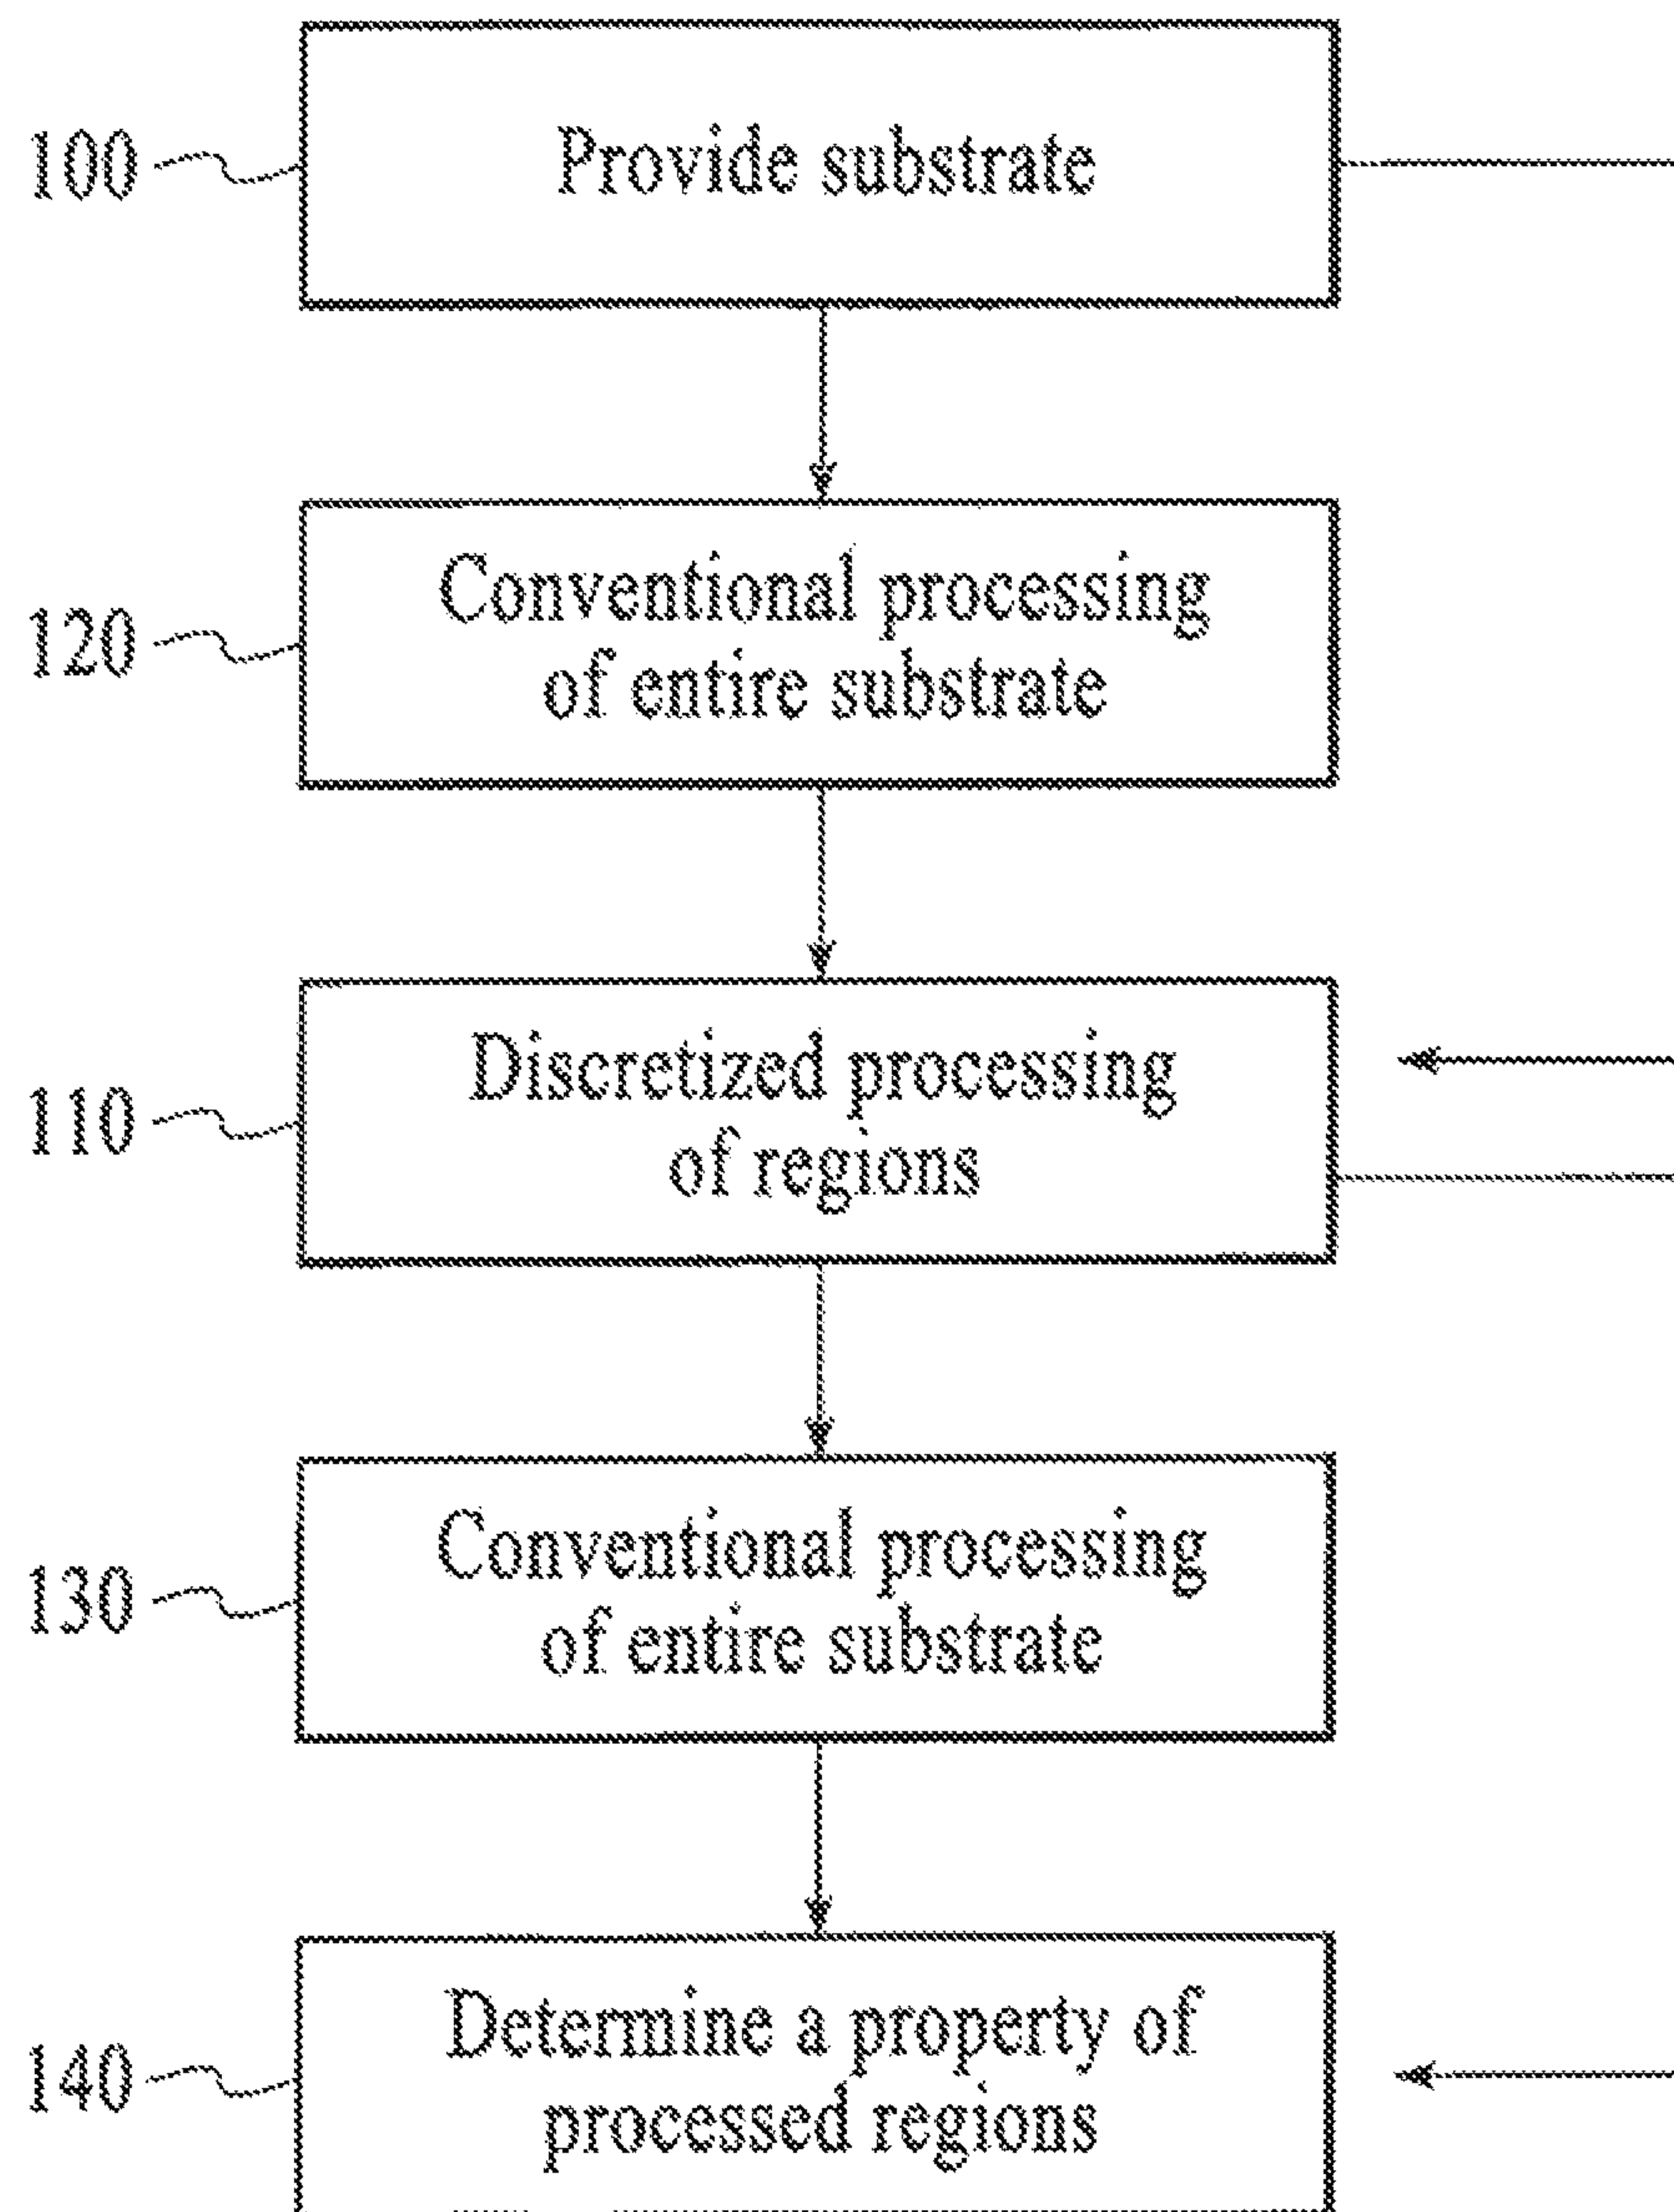 100
Provide substrate
120
Conventional processing
of entire substrate
110
Discretized processing
of regions
130
Conventional processing
of entire substrate
140
Determine a property of
processed regions